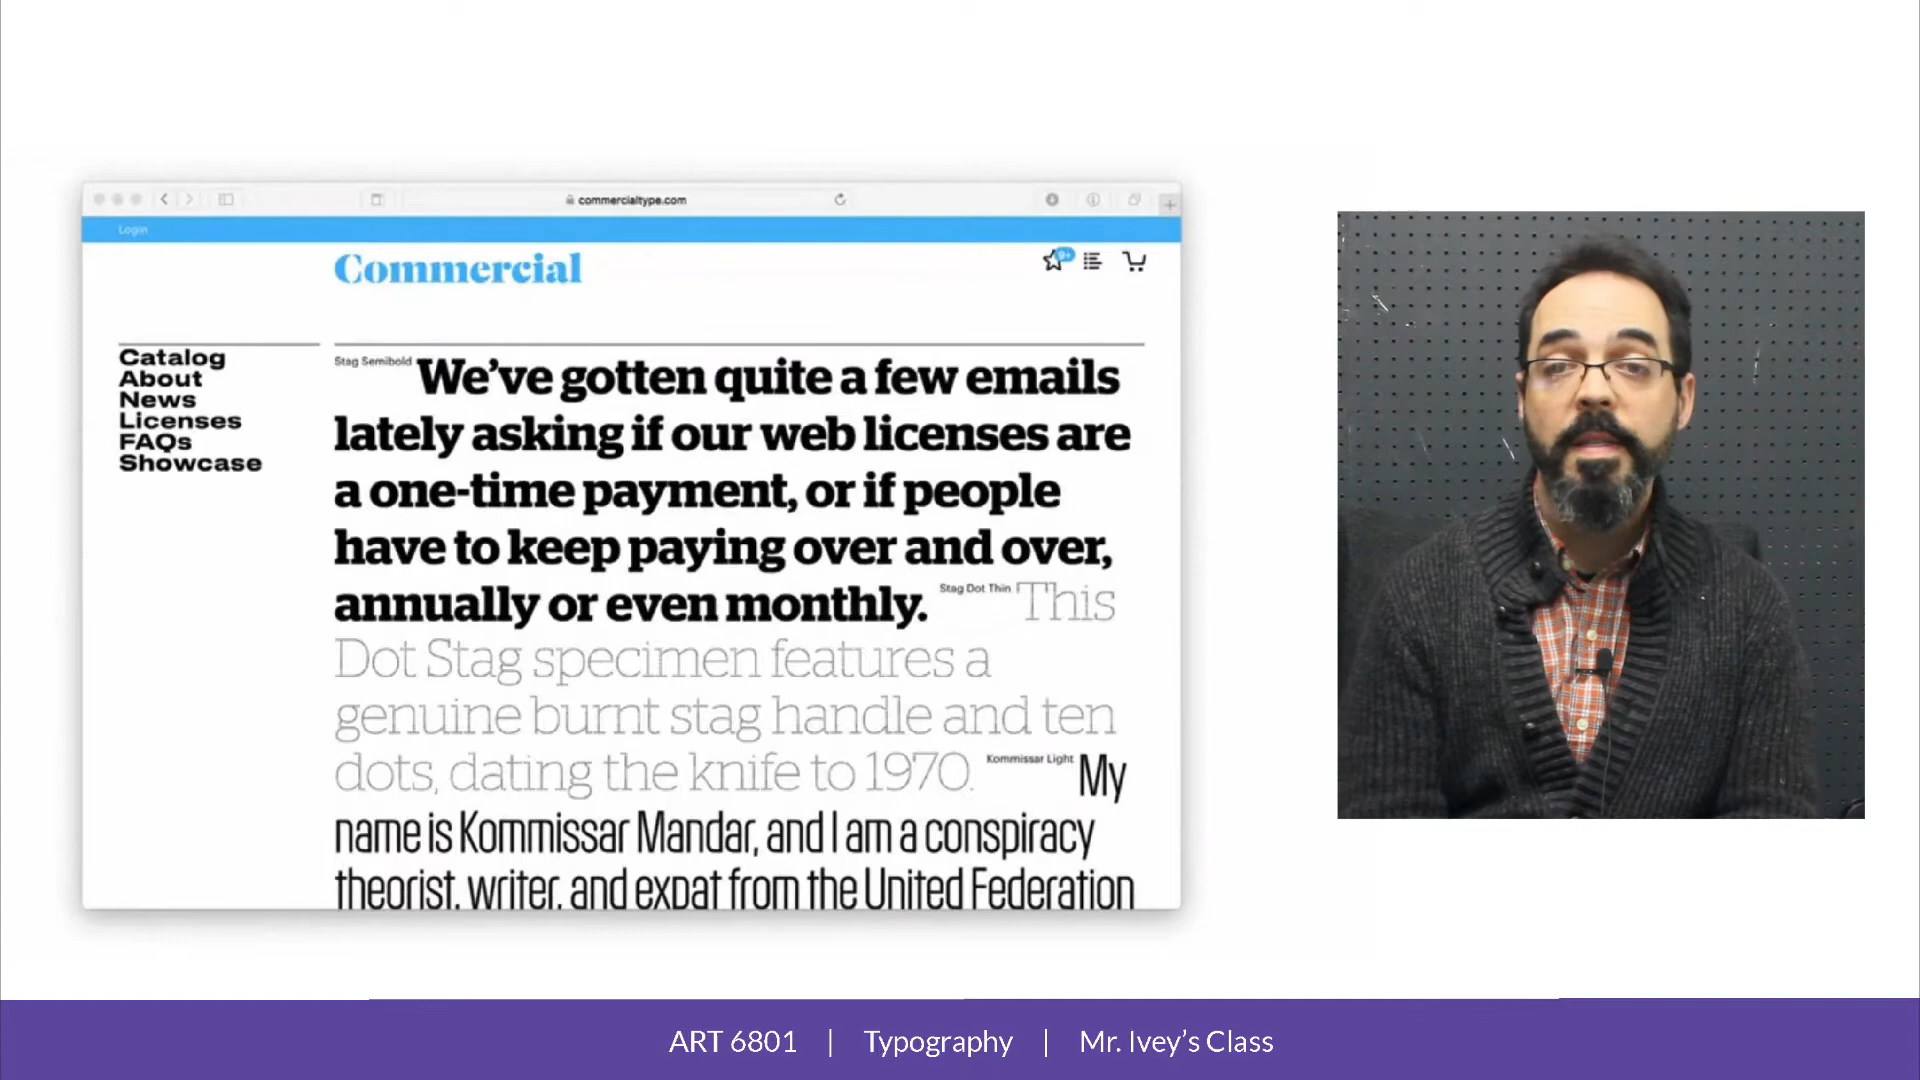 commercialtype.com
Login
Commercial
9+
Catalog
About
News
Licenses
FAQs
Showcase
Stag Semibold We've gotten quite a few emails
lately asking if our web licenses are
a one-time payment, or if people
have to keep paying over and over,
annually or even monthly. Stag Dot Thin This
Dot Stag specimen features a
genuine burnt stag handle and ten
dots, dating the knife to 1970. Kommissar Light My
name is Kommissar Mandar, and I am a conspiracy
theorist, writer, and expat from the United Federation
ART 6801 | Typography | Mr. Ivey's Class